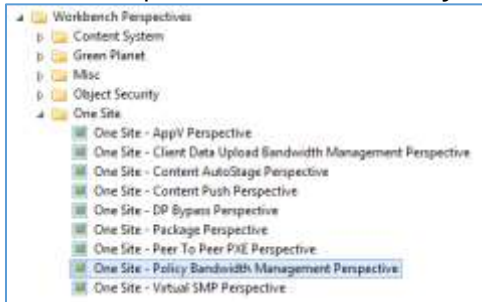 Workbench Perspectives
Content System
Green Planet
Misc
Object Security
One Site
One Site - AppV Perspective
One Site - Client Data Upload Bandwidth Management Perspective
One Site - Content AutoStage Perspective
One Site - Content Push Perspective
One Site - DP Bypass Perspective
One Site - Package Perspective
One Site - Peer To Peer PXE Perspective
One Site - Policy Bandwidth Management Perspective
One Site - Virtual SMP Perspective